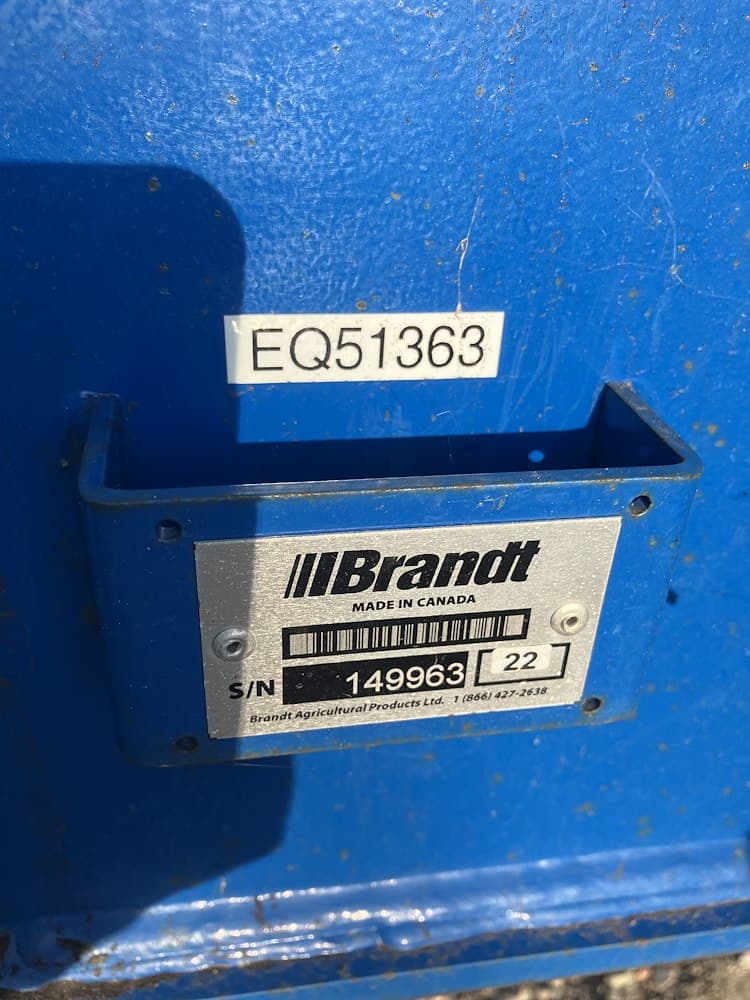 EQ51363
Brandt
MADE IN CANADA
S/N 149963 22
Brandt Agricultural Products Ltd. 1 (866) 427-2638